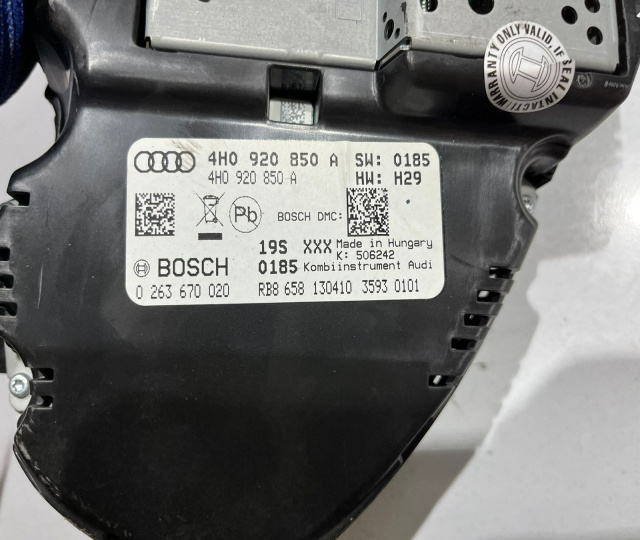 WARRANTY ONLY VALID, IF SEAL INTACT!
4H0 920 850 A SW: 0185
4H0 920 850 A HW: H29
Pb BOSCH DMC:
19S XXX Made in Hungary
K: 506242
BOSCH 0185 Kombiinstrument Audi
0 263 670 020 RB8 658 130410 3593 0101